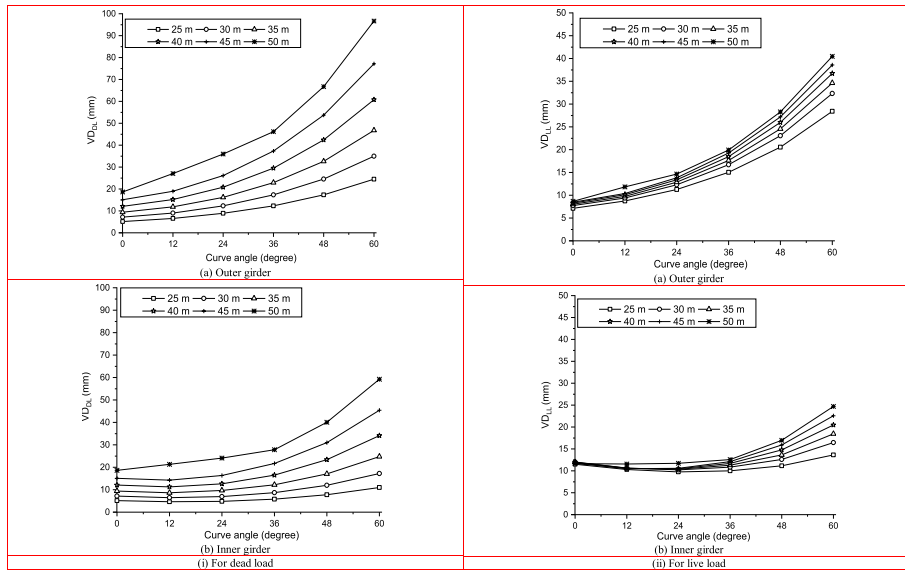 100
90
80
70
60
50
40
30
20
10
0
VD_DL (mm)
25 m 30 m 35 m
40 m 45 m 50 m
0 12 24 36 48 60
Curve angle (degree)
(a) Outer girder
100
90
80
70
60
50
40
30
20
10
0
VD_DL (mm)
25 m 30 m 35 m
40 m 45 m 50 m
0 12 24 36 48 60
(b) Inner girder
(i) For dead load
50
45
40
35
30
25
20
15
10
5
0
VD_LL (mm)
25 m 30 m 35 m
40 m 45 m 50 m
0 12 24 36 48 60
Curve angle (degree)
(a) Outer girder
50
45
40
35
30
25
20
15
10
5
0
VD_LL (mm)
25 m 30 m 35 m
40 m 45 m 50 m
0 12 24 36 48 60
Curve angle (degree)
(b) Inner girder
(ii) For live load